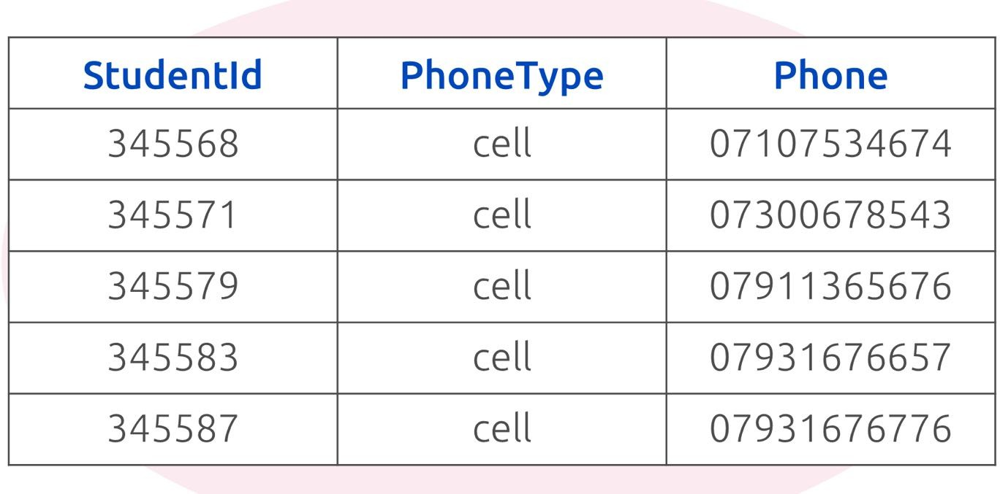 StudentId PhoneType Phone
345568 cell 07107534674
345571 cell 07300678543
345579 cell 07911365676
345583 cell 07931676657
345587 cell 07931676776